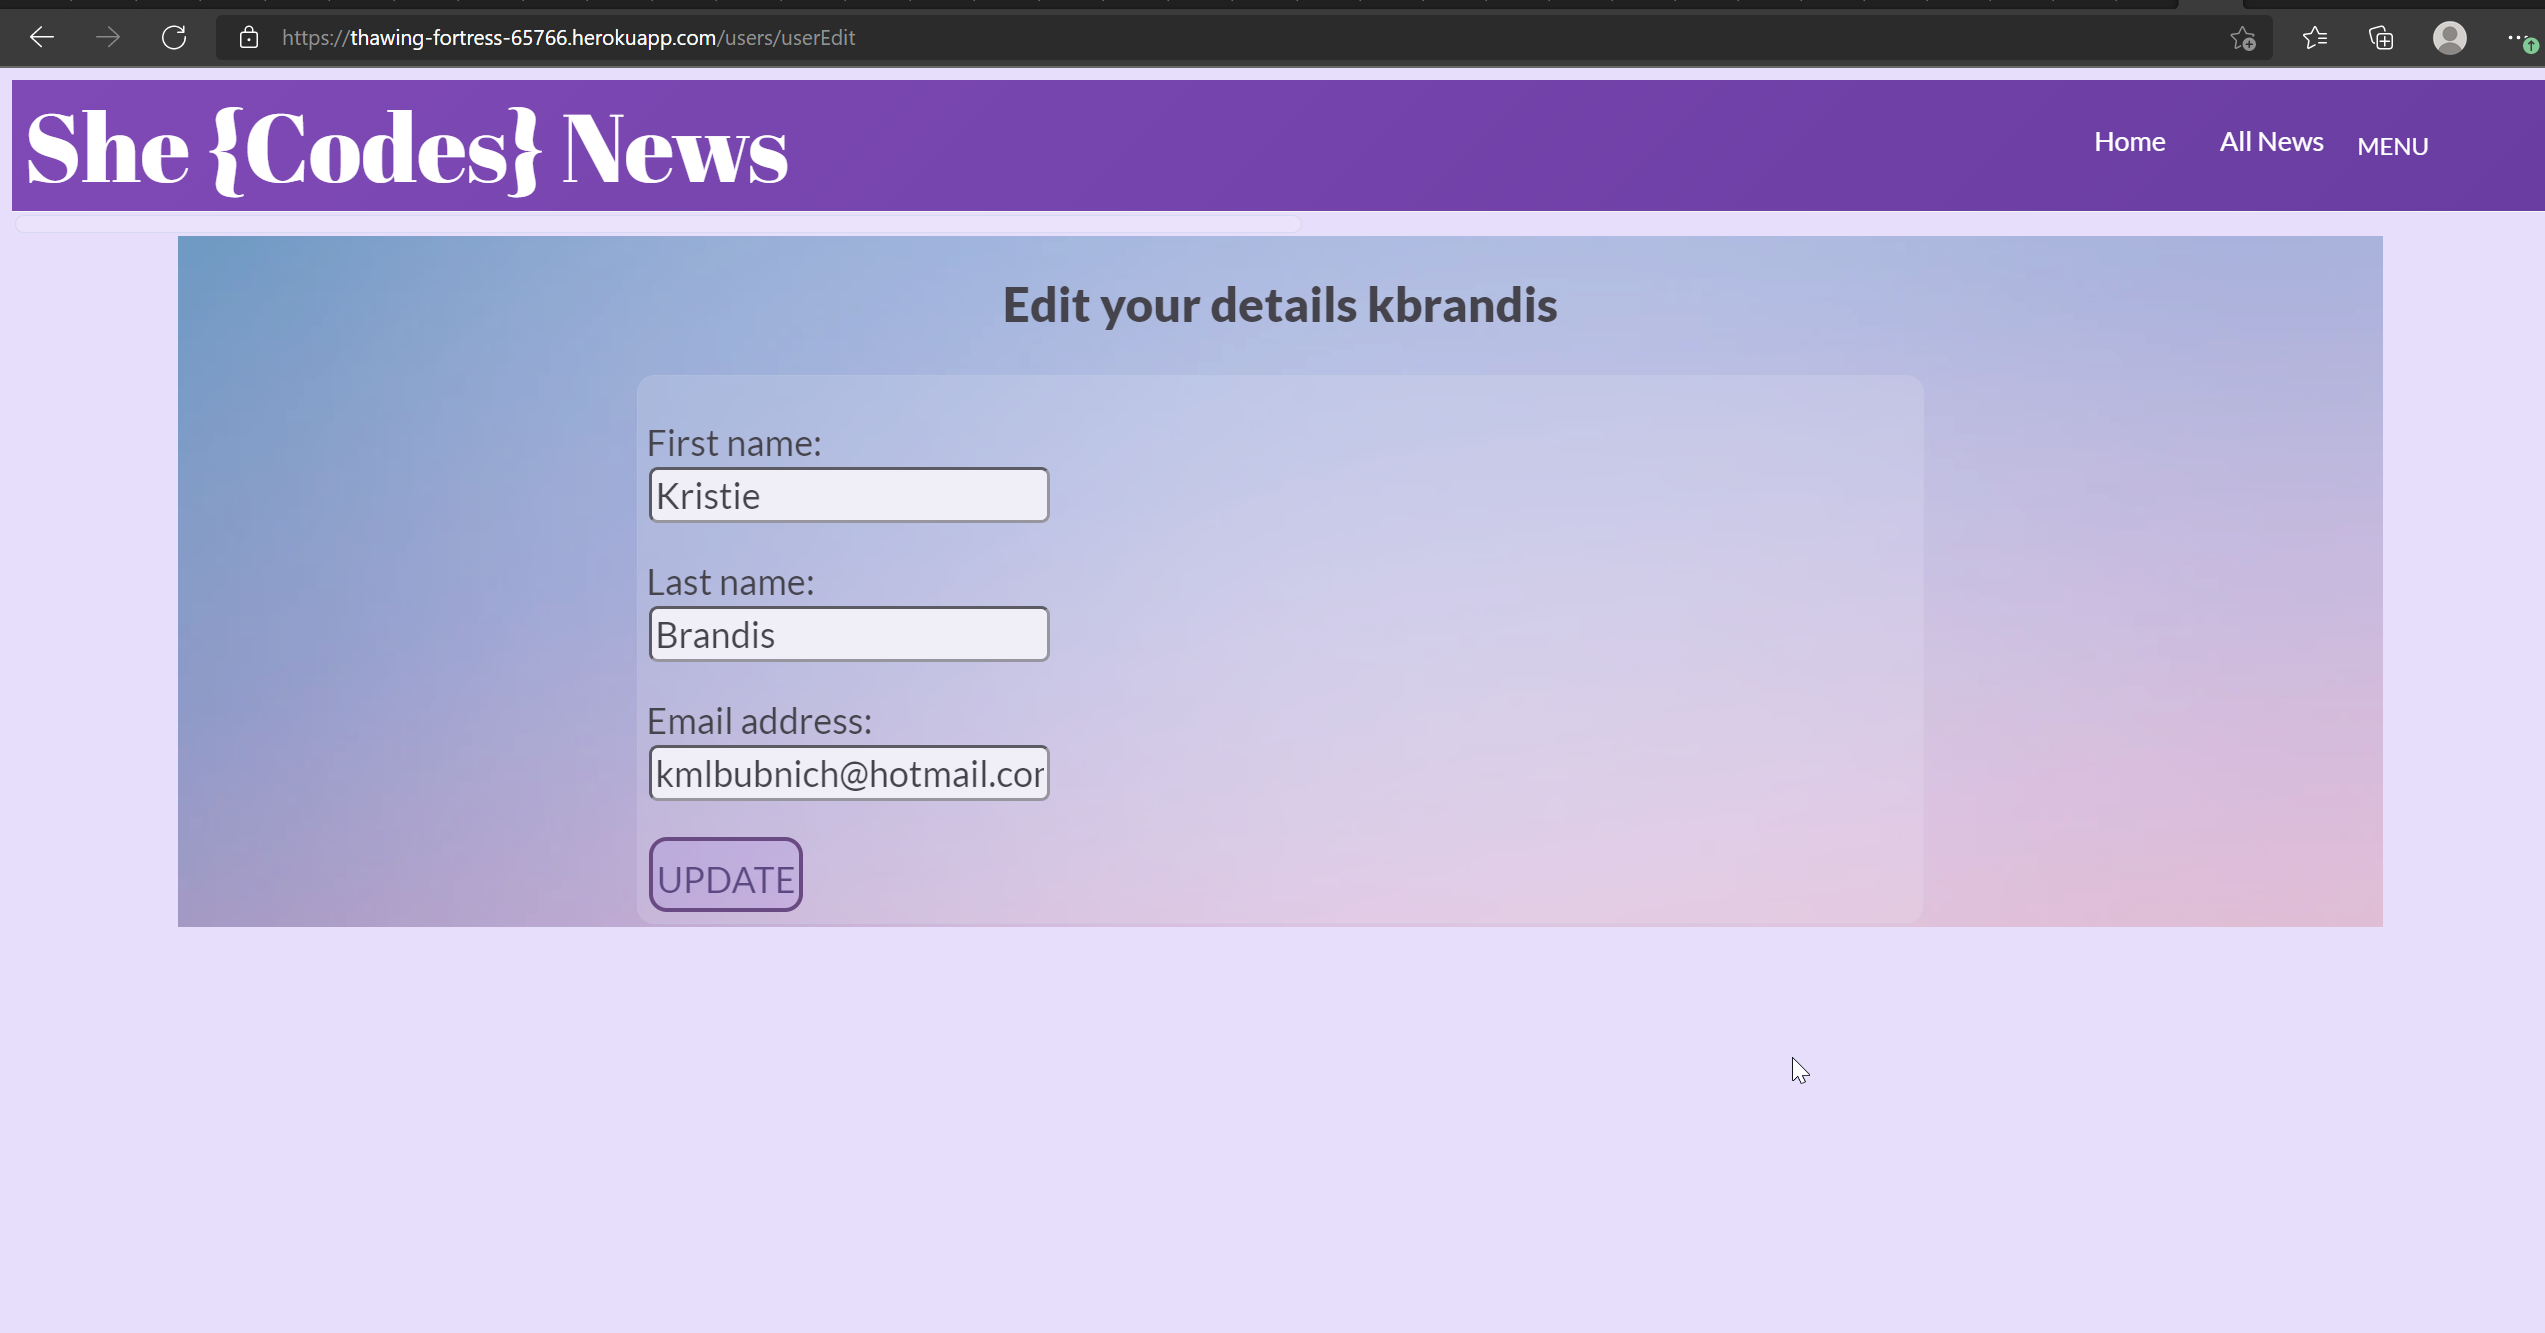 https://thawing-fortress-65766.herokuapp.com/users/userEdit
She {Codes} News
Home
All News
MENU
Edit your details kbrandis
First name:
Kristie
Last name:
Brandis
Email address:
kmlbubnich@hotmail.com
UPDATE